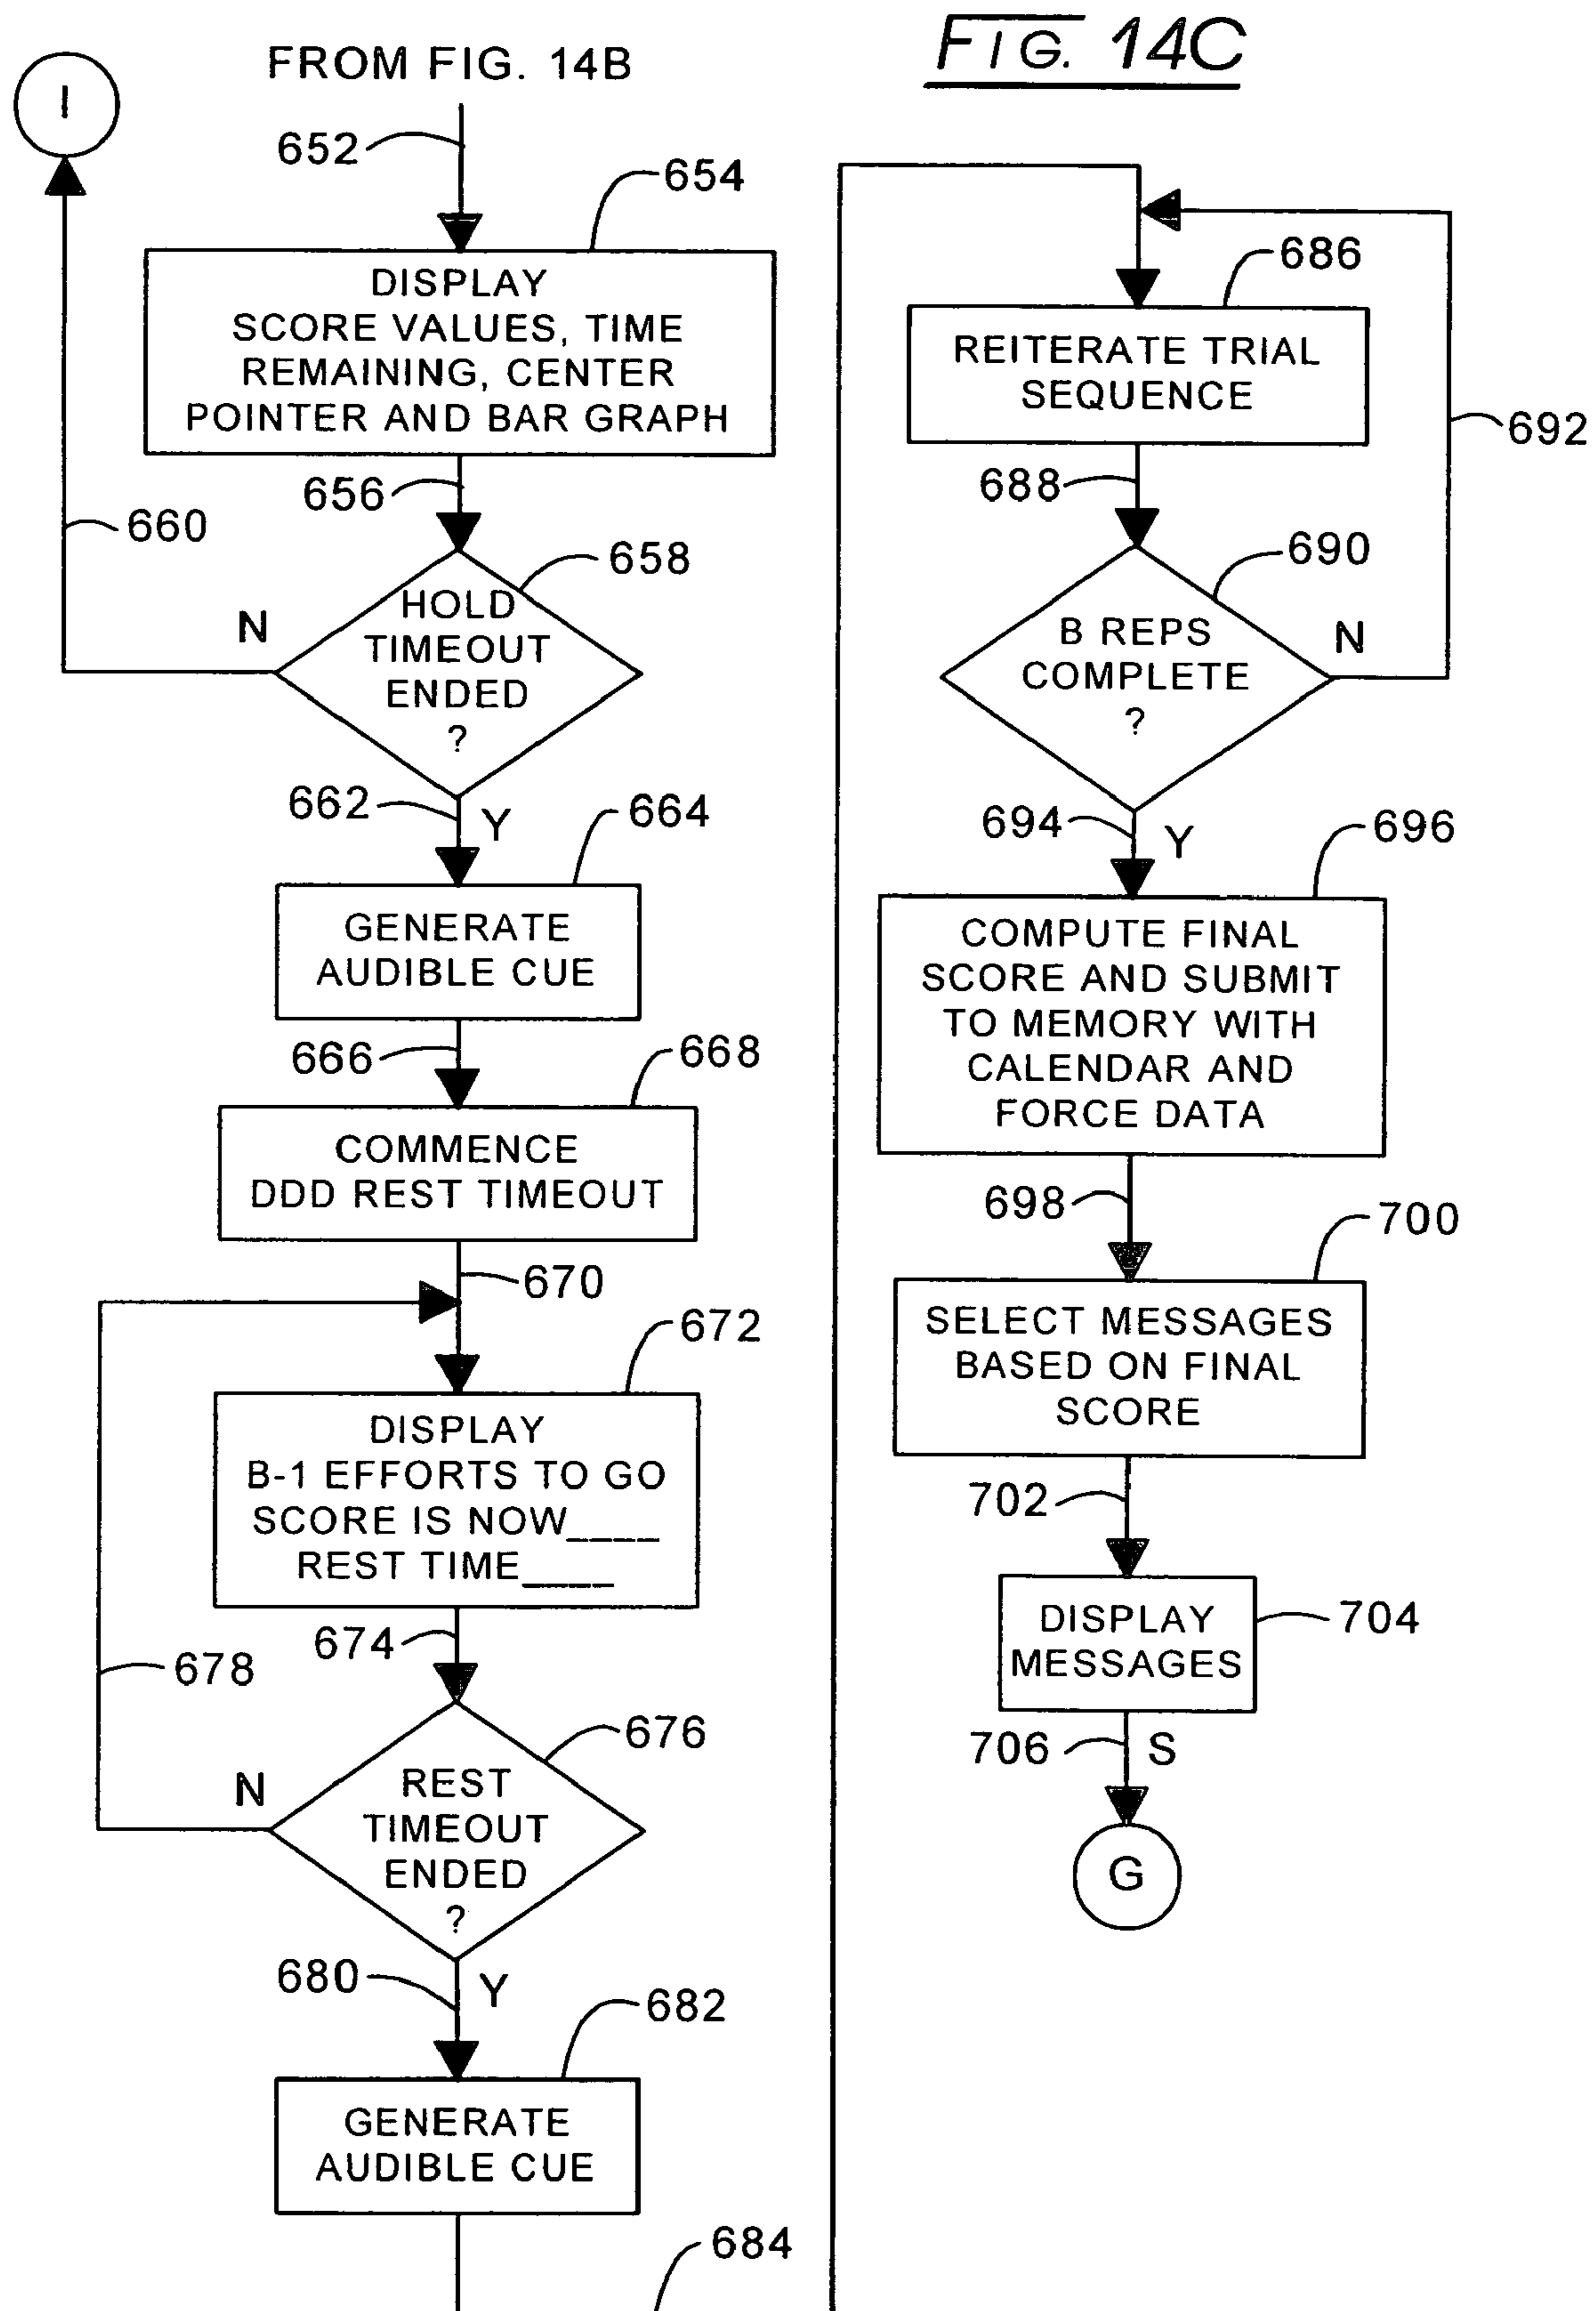 FIG. 14C
I
FROM FIG. 14B
652
654
DISPLAY
SCORE VALUES, TIME
REMAINING, CENTER
POINTER AND BAR GRAPH
656
660
658
N
HOLD
TIMEOUT
ENDED
?
662
Y
664
GENERATE
AUDIBLE CUE
666
668
COMMENCE
DDD REST TIMEOUT
670
672
DISPLAY
B-1 EFFORTS TO GO
SCORE IS NOW____
REST TIME____
674
678
676
N
REST
TIMEOUT
ENDED
?
680
Y
682
GENERATE
AUDIBLE CUE
684
686
REITERATE TRIAL
SEQUENCE
692
688
690
B REPS
COMPLETE
?
N
694
Y
696
COMPUTE FINAL
SCORE AND SUBMIT
TO MEMORY WITH
CALENDAR AND
FORCE DATA
698
700
SELECT MESSAGES
BASED ON FINAL
SCORE
702
DISPLAY
MESSAGES
704
706
S
G